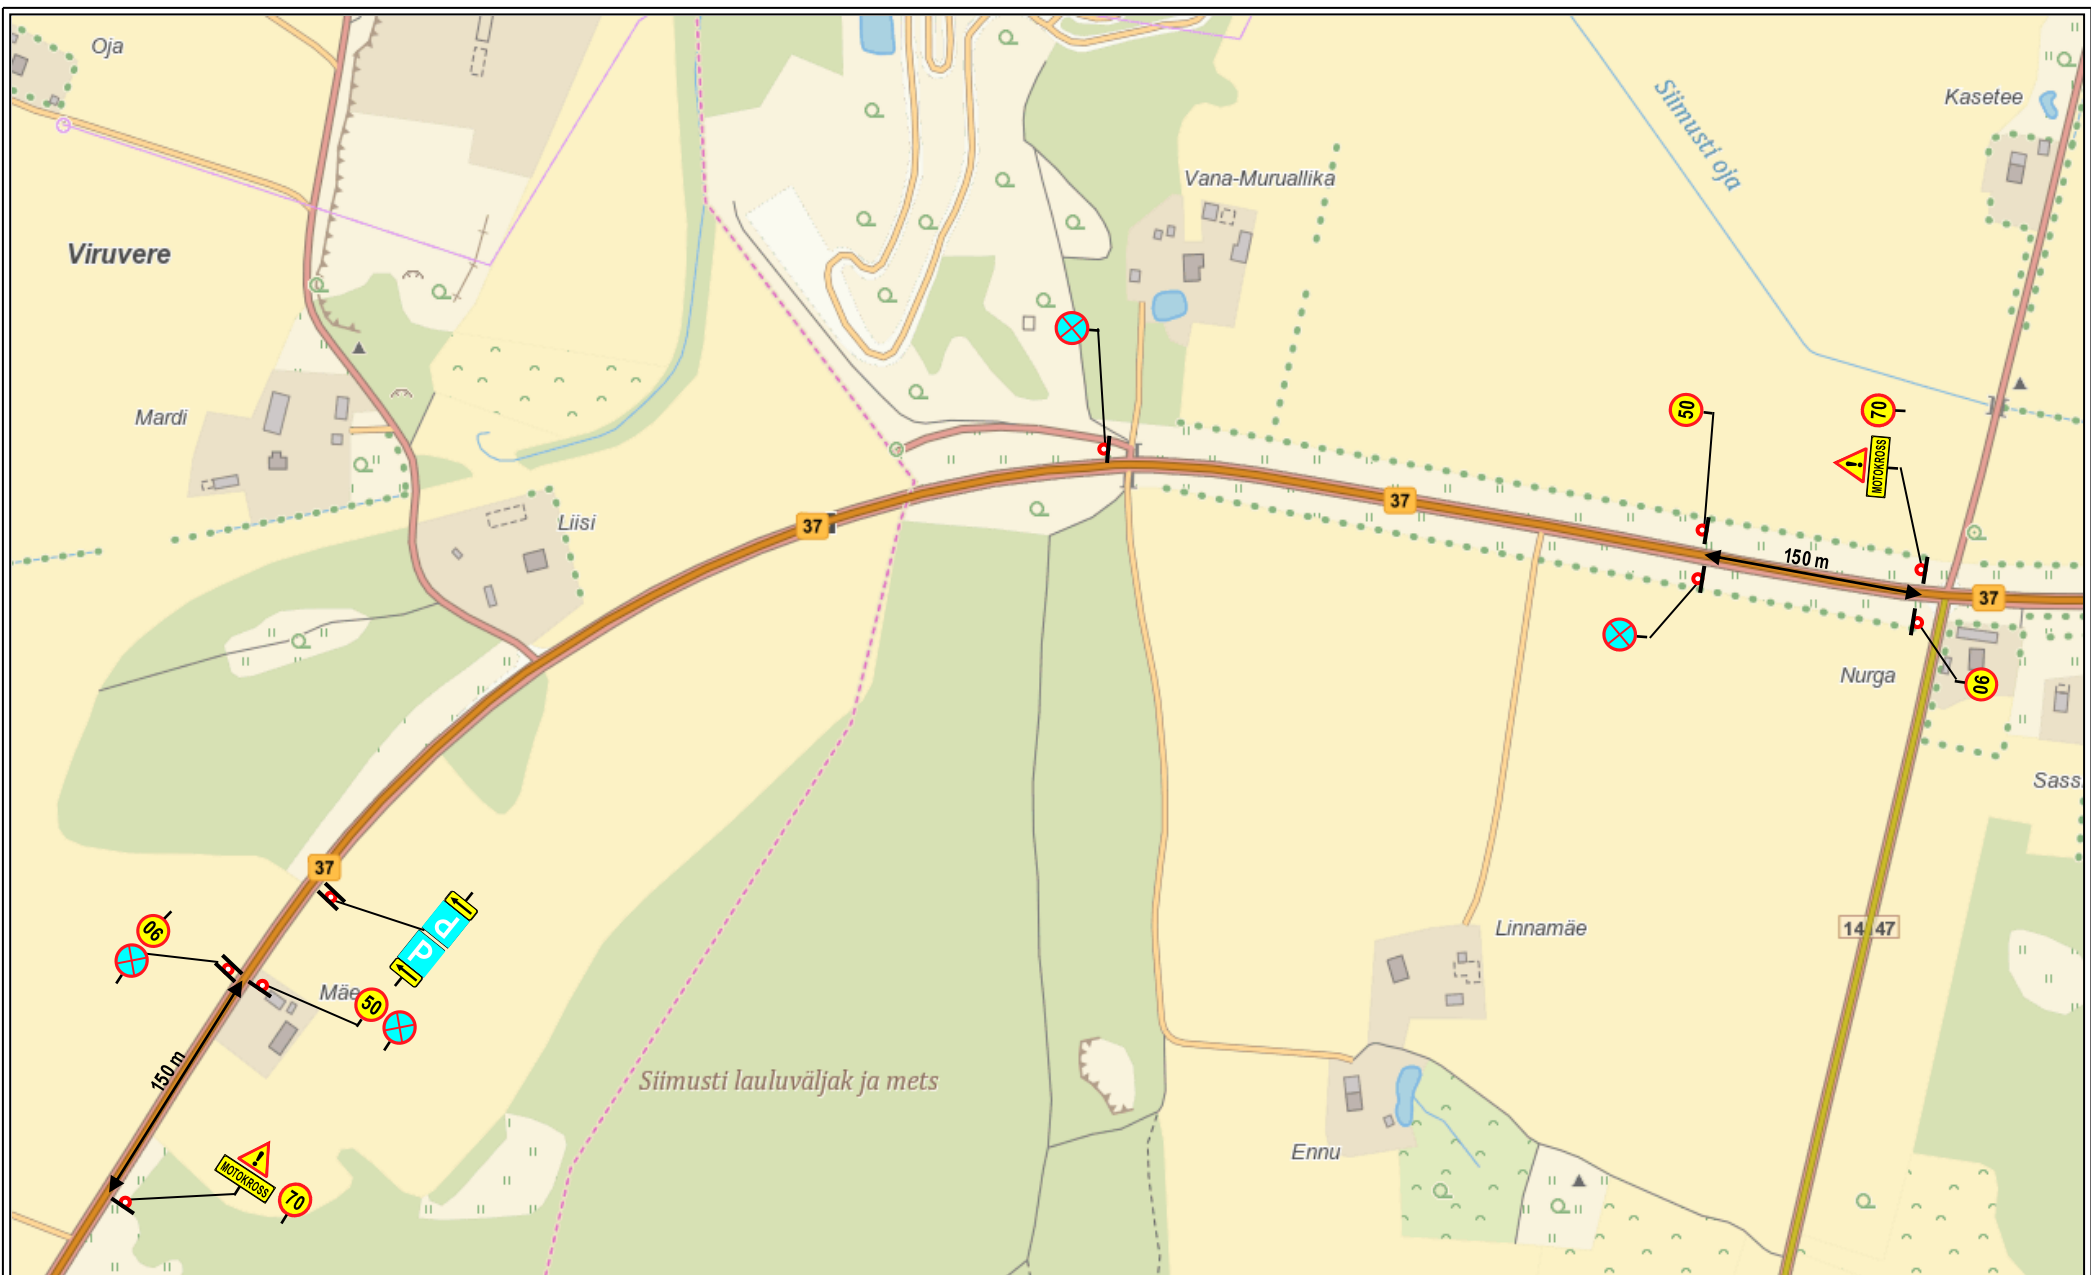 Oja
Kasetee
Siimusti oja
Vana-Muruallika
Viruvere
Mardi
50
70
!
MOTOKROSS
37
Liisi
37
150 m
37
Nurga
90
Sass
37
P
P
90
Mäe
50
14147
Linnamäe
150 m
Siimusti lauluväljak ja mets
Ennu
!
MOTOKROSS
70